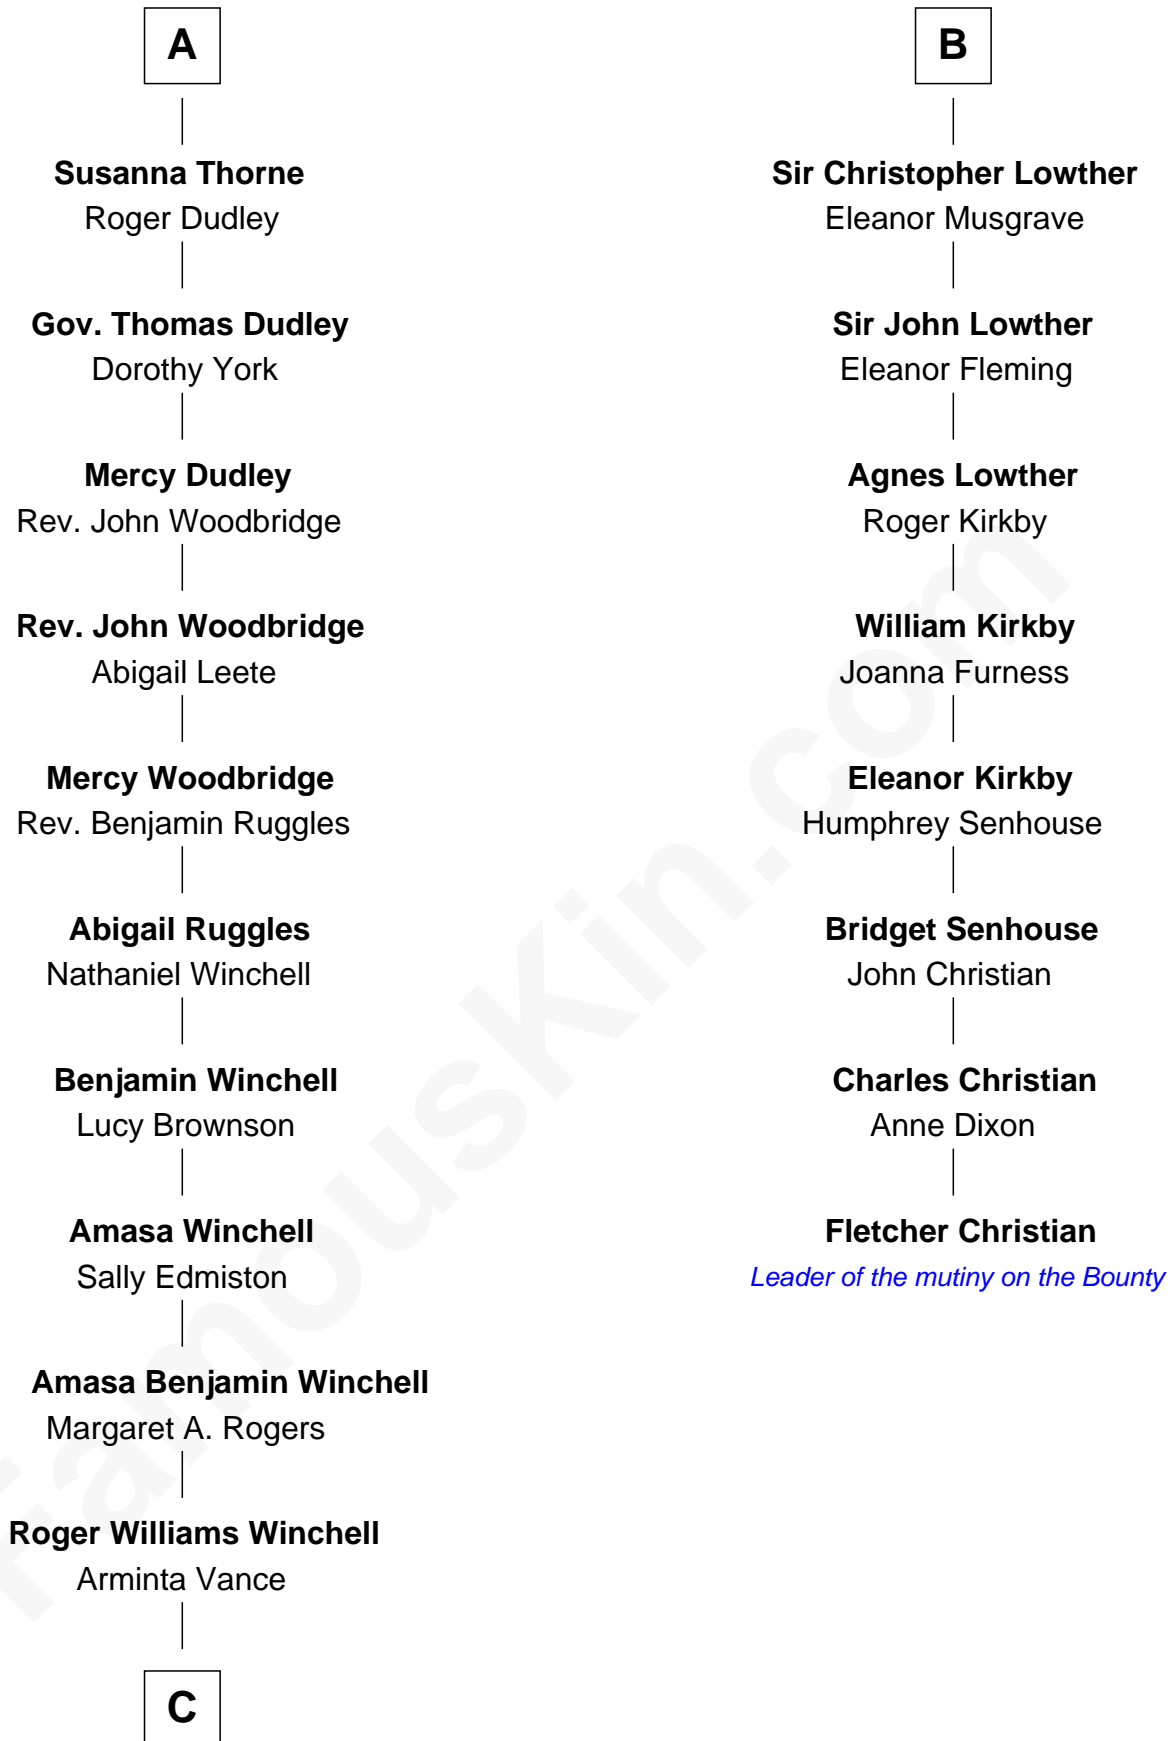 A
Susanna Thorne
Roger Dudley
Gov. Thomas Dudley
Dorothy York
Mercy Dudley
Rev. John Woodbridge
Rev. John Woodbridge
Abigail Leete
Mercy Woodbridge
Rev. Benjamin Ruggles
Abigail Ruggles
Nathaniel Winchell
Benjamin Winchell
Lucy Brownson
Amasa Winchell
Sally Edmiston
Amasa Benjamin Winchell
Margaret A. Rogers
Roger Williams Winchell
Arminta Vance
C
B
Sir Christopher Lowther
Eleanor Musgrave
Sir John Lowther
Eleanor Fleming
Agnes Lowther
Roger Kirkby
William Kirkby
Joanna Furness
Eleanor Kirkby
Humphrey Senhouse
Bridget Senhouse
John Christian
Charles Christian
Anne Dixon
Fletcher Christian
Leader of the mutiny on the Bounty
FamousKin.com